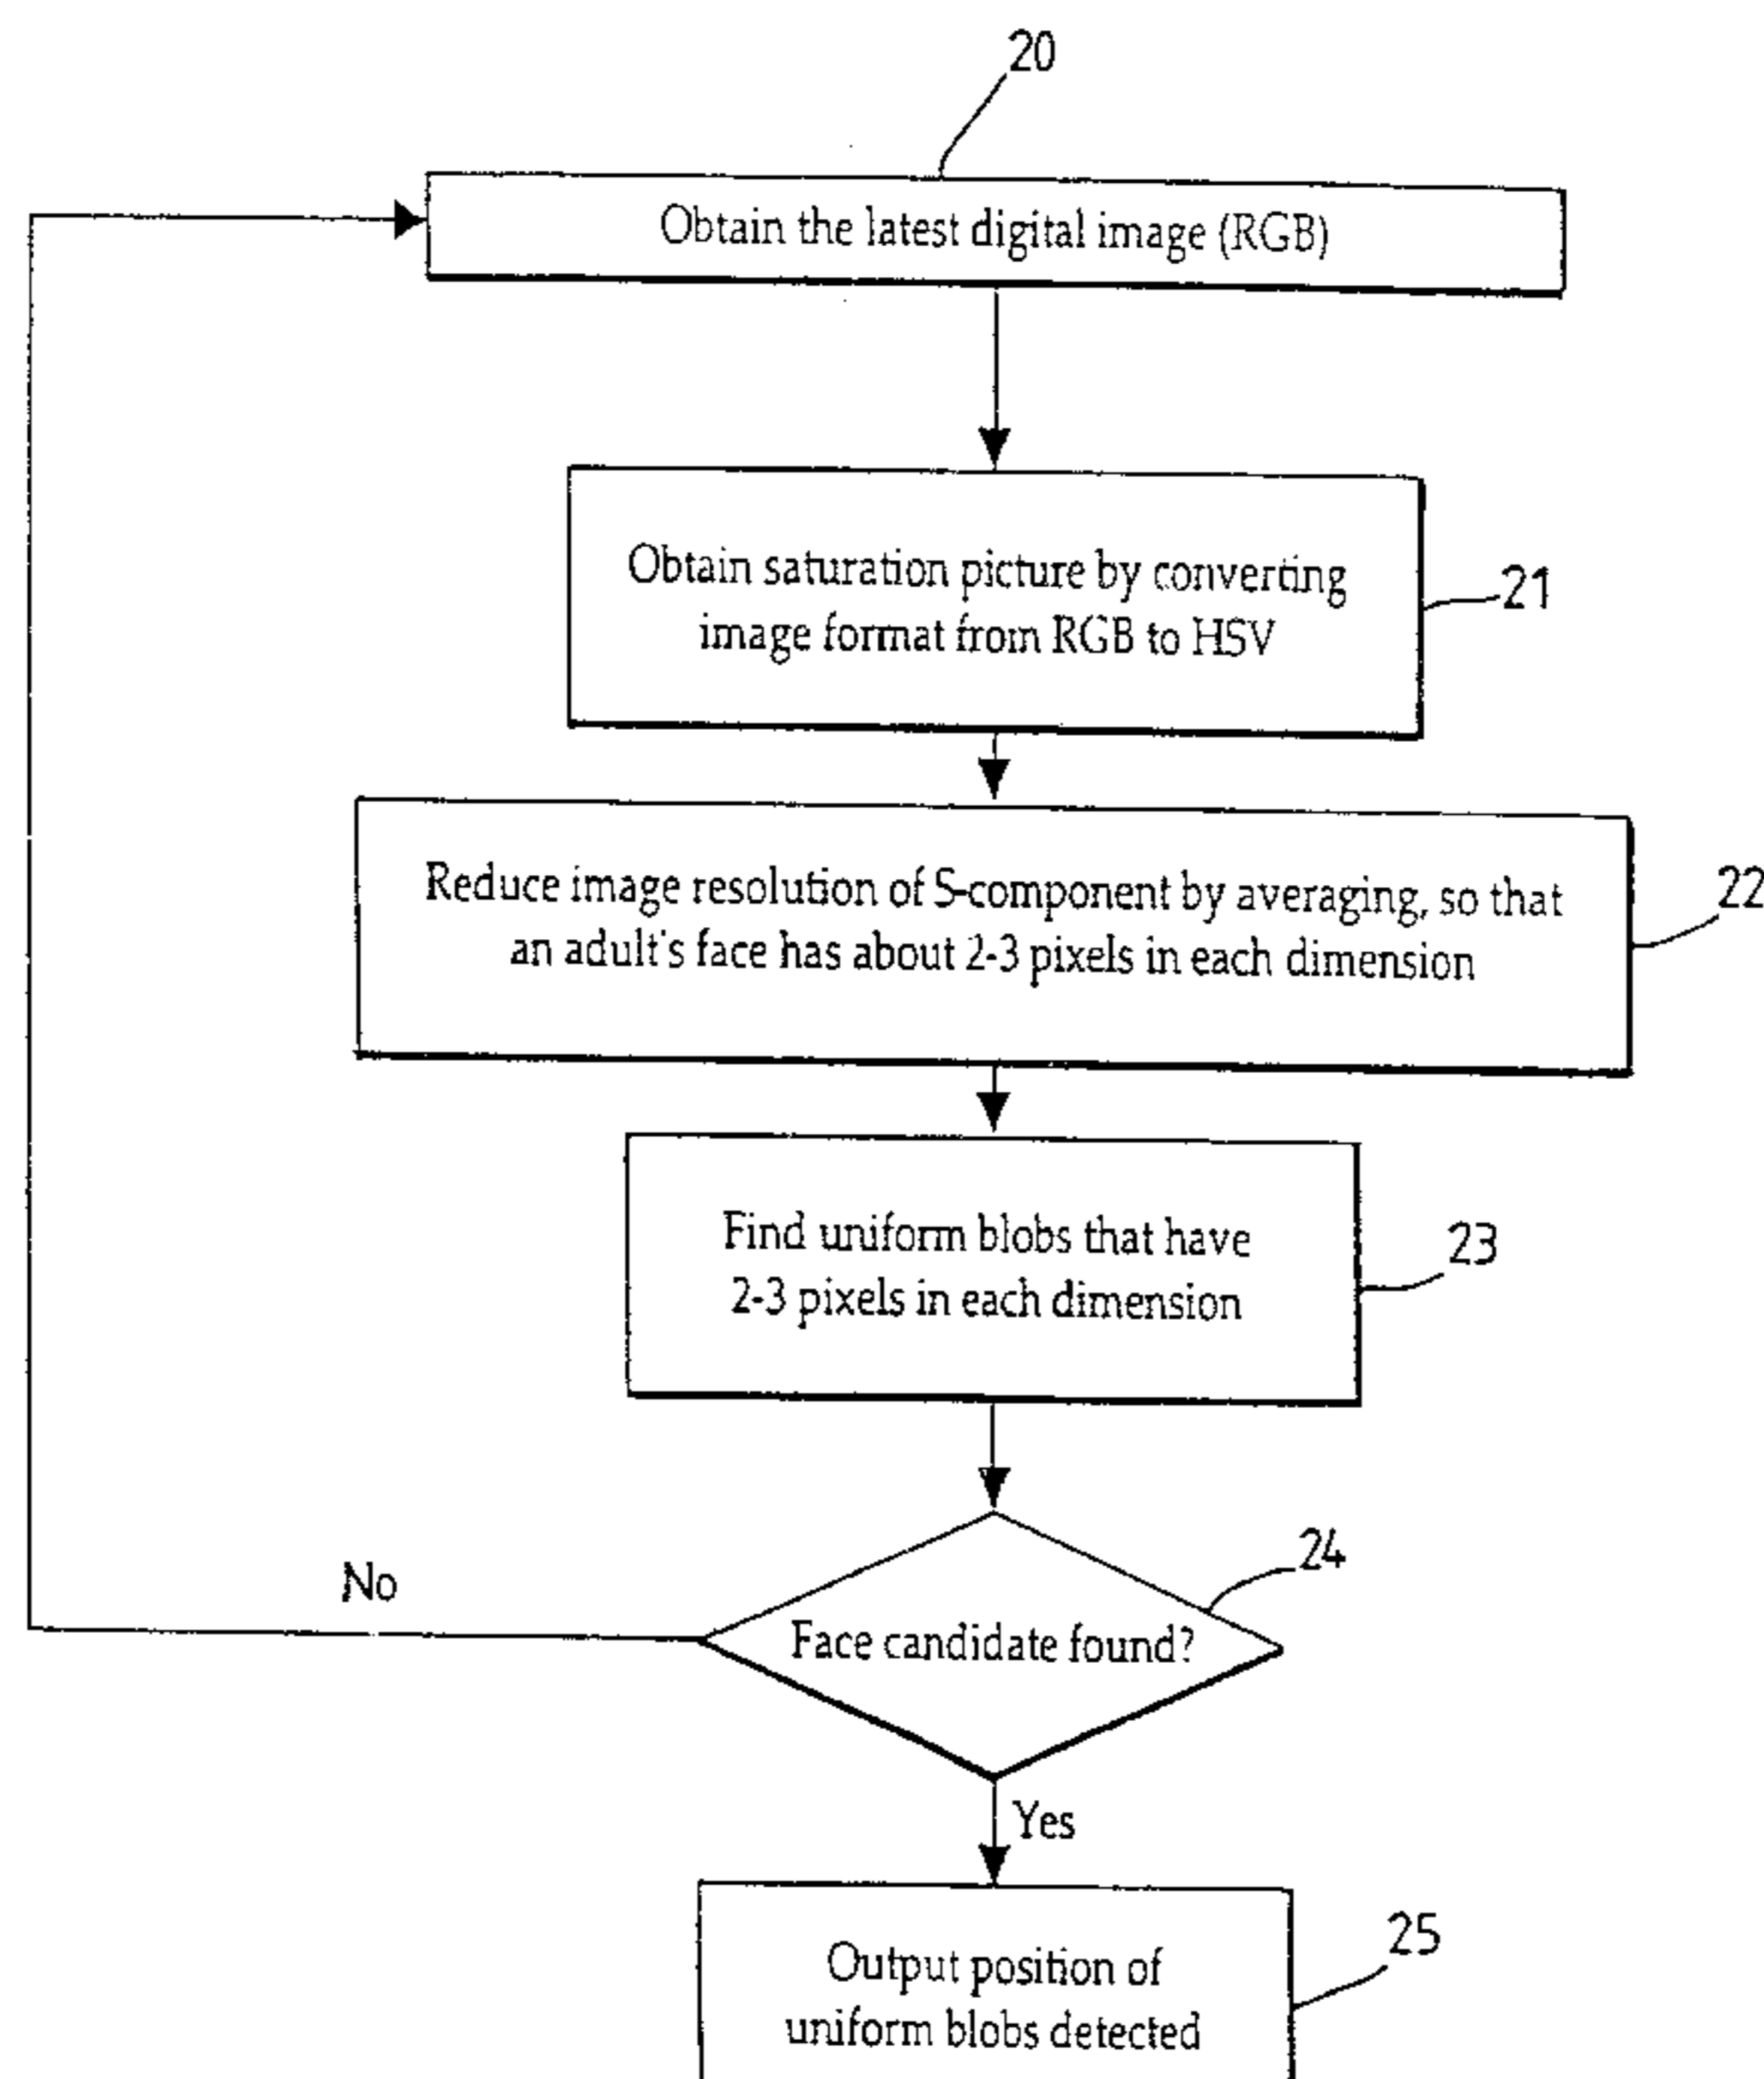 20
Obtain the latest digital image (RGB)
Obtain saturation picture by converting
image format from RGB to HSV
21
Reduce image resolution of S-component by averaging, so that
an adult's face has about 2-3 pixels in each dimension
22
Find uniform blobs that have
2-3 pixels in each dimension
23
24
No
Face candidate found?
Yes
Output position of
uniform blobs detected
25